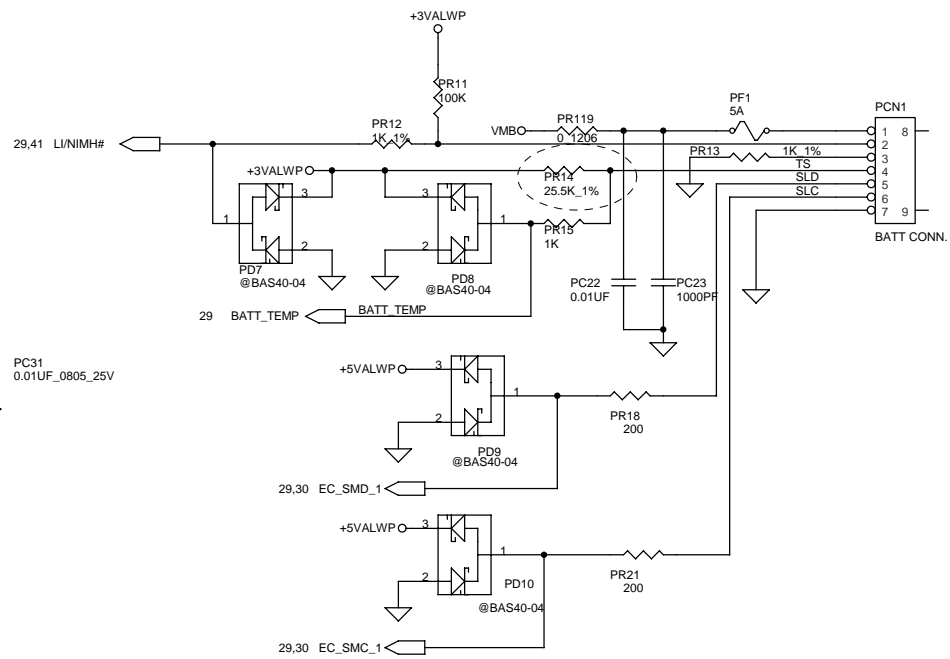 +3VALWP
PR11
100K
PR12
1K_1%
29,41 LI/NIMH#
VMB
PR119
0_1206
PF1
5A
PCN1
1 8
2
3
4
5
6
7 9
BATT CONN.
PR13
1K_1%
TS
SLD
SLC
+3VALWP
PR14
25.5K_1%
PR15
1K
1
3
2
PD7
@BAS40-04
3
1
2
PD8
@BAS40-04
PC22
0.01UF
PC23
1000PF
29 BATT_TEMP
BATT_TEMP
PC31
0.01UF_0805_25V
+5VALWP
3
1
2
PD9
@BAS40-04
PR18
200
29,30 EC_SMD_1
+5VALWP
3
1
2
PD10
@BAS40-04
PR21
200
29,30 EC_SMC_1